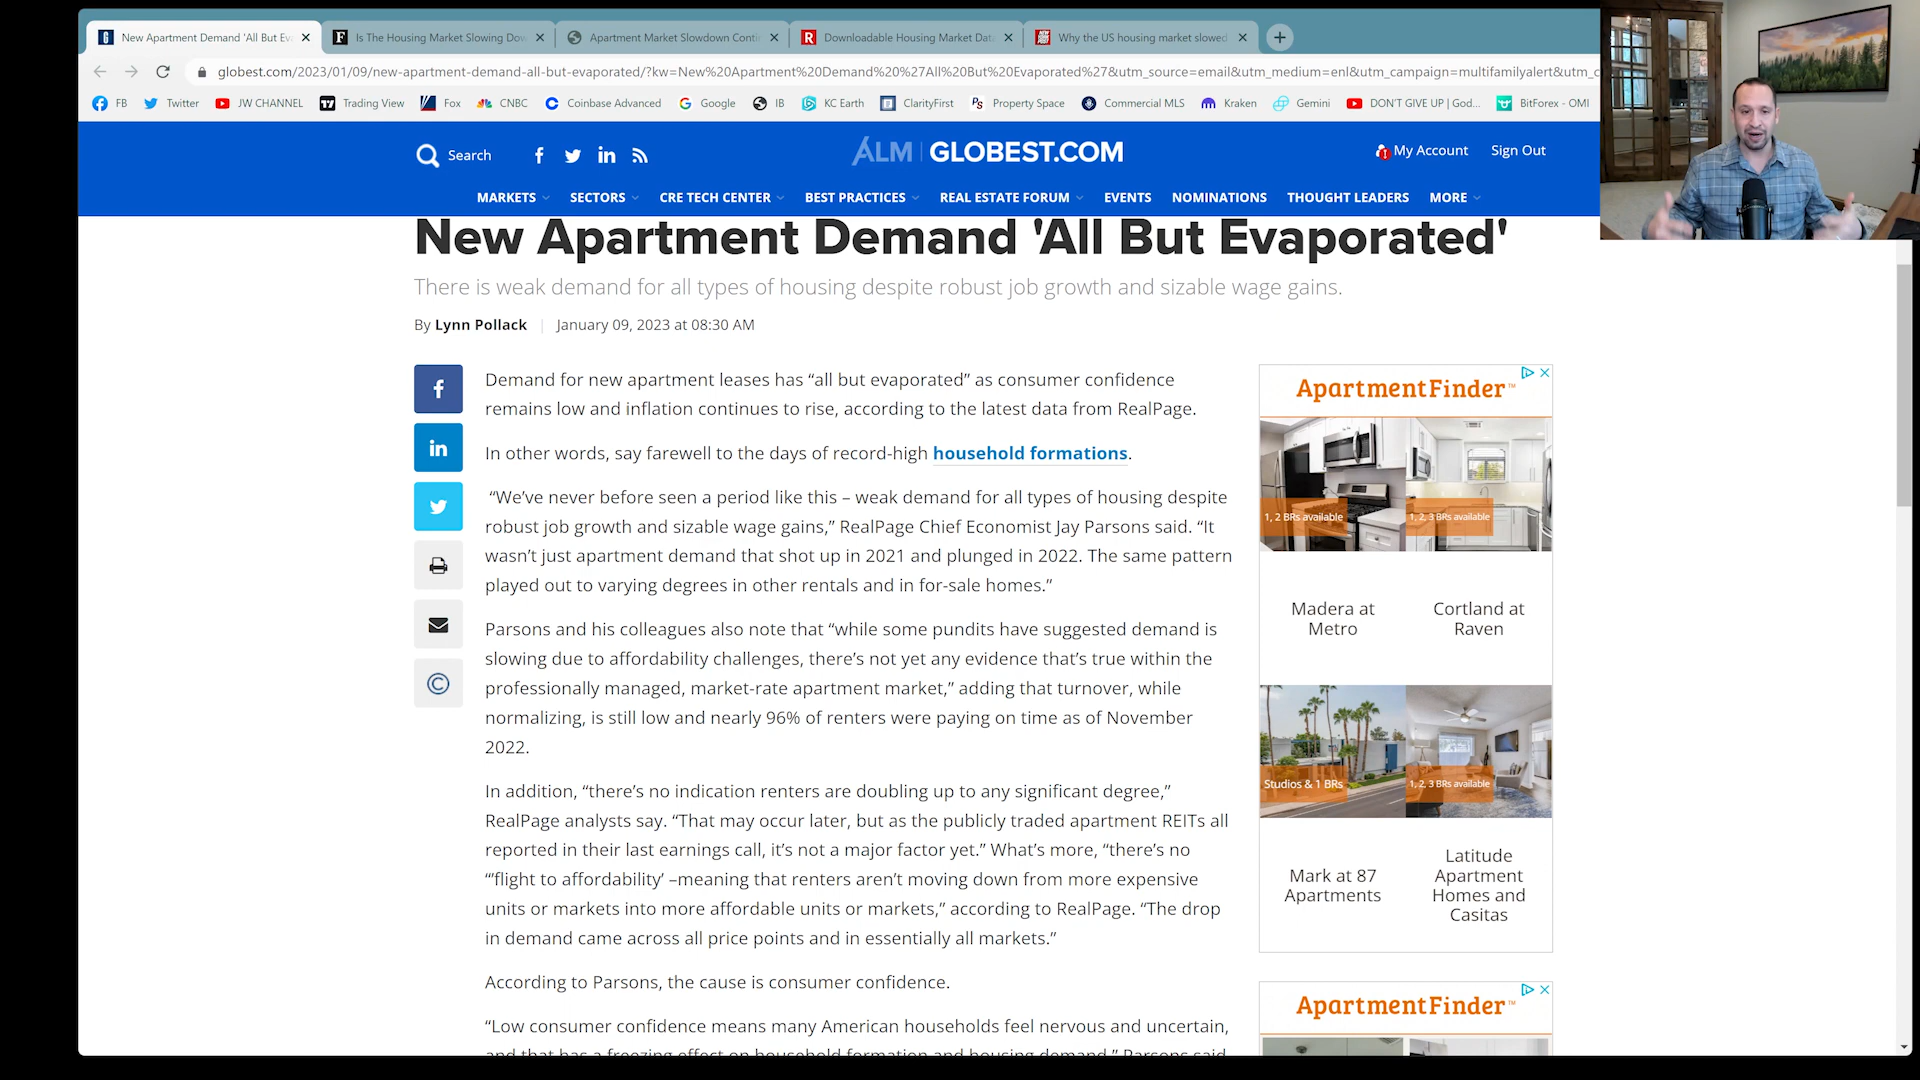 New Apartment Demand 'All But Ev
Is The Housing Market Slowing Dow
Apartment Market Slowdown Conti
Downloadable Housing Market Dat
Why the US housing market slowed
globest.com/2023/01/09/new-apartment-demand-all-but-evaporated/?kw=New%20Apartment%20Demand%20%27All%20But%20Evaporated%27&utm_source=email&utm_medium=enl&utm_campaign=multifamilyalert&utm_c
FB Twitter JW CHANNEL Trading View Fox CNBC Coinbase Advanced Google IB KC Earth ClarityFirst Property Space Commercial MLS Kraken Gemini DON'T GIVE UP | God... BitForex - OMI
Search
ALM | GLOBEST.COM
My Account Sign Out
MARKETS SECTORS CRE TECH CENTER BEST PRACTICES REAL ESTATE FORUM EVENTS NOMINATIONS THOUGHT LEADERS MORE
New Apartment Demand 'All But Evaporated'
There is weak demand for all types of housing despite robust job growth and sizable wage gains.
By Lynn Pollack | January 09, 2023 at 08:30 AM
Demand for new apartment leases has “all but evaporated” as consumer confidence
remains low and inflation continues to rise, according to the latest data from RealPage.
In other words, say farewell to the days of record-high household formations.
“We’ve never before seen a period like this – weak demand for all types of housing despite
robust job growth and sizable wage gains,” RealPage Chief Economist Jay Parsons said. “It
wasn’t just apartment demand that shot up in 2021 and plunged in 2022. The same pattern
played out to varying degrees in other rentals and in for-sale homes.”
Parsons and his colleagues also note that “while some pundits have suggested demand is
slowing due to affordability challenges, there’s not yet any evidence that’s true within the
professionally managed, market-rate apartment market,” adding that turnover, while
normalizing, is still low and nearly 96% of renters were paying on time as of November
2022.
In addition, “there’s no indication renters are doubling up to any significant degree,”
RealPage analysts say. “That may occur later, but as the publicly traded apartment REITs all
reported in their last earnings call, it’s not a major factor yet.” What’s more, “there’s no
“‘flight to affordability’ –meaning that renters aren’t moving down from more expensive
units or markets into more affordable units or markets,” according to RealPage. “The drop
in demand came across all price points and in essentially all markets.”
According to Parsons, the cause is consumer confidence.
“Low consumer confidence means many American households feel nervous and uncertain,
and that has a freezing effect on household formation and housing demand,” Parsons said.
ApartmentFinder™
1, 2 BRs available
1, 2, 3 BRs available
Madera at
Metro
Cortland at
Raven
Studios & 1 BRs
1, 2, 3 BRs available
Mark at 87
Apartments
Latitude
Apartment
Homes and
Casitas
ApartmentFinder™